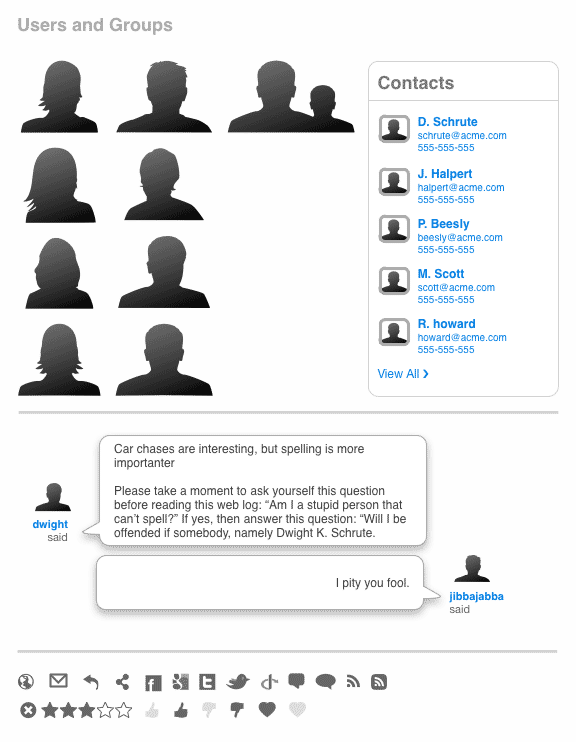 Users and Groups
Contacts
D. Schrute
schrute@acme.com
555-555-555
J. Halpert
halpert@acme.com
555-555-555
P. Beesly
beesly@acme.com
555-555-555
M. Scott
scott@acme.com
555-555-555
R. howard
howard@acme.com
555-555-555
View All ❯
Car chases are interesting, but spelling is more
importanter
Please take a moment to ask yourself this question
before reading this web log: “Am I a stupid person that
can’t spell?” If yes, then answer this question: “Will I be
offended if somebody, namely Dwight K. Schrute.
dwight
said
I pity you fool.
jibbajabba
said